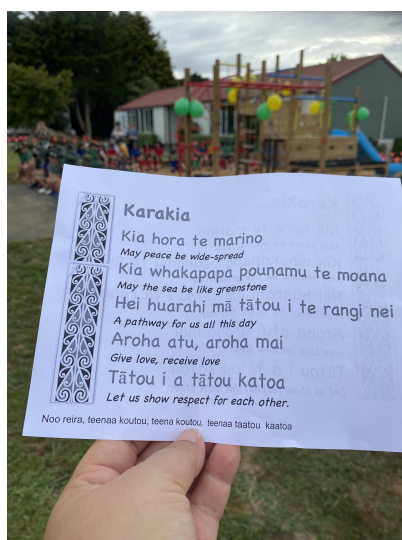 Karakia
Kia hora te marino
May peace be wide-spread
Kia whakapapa pounamu te moana
May the sea be like greenstone
Hei huarahi mā tātou i te rangi nei
A pathway for us all this day
Aroha atu, aroha mai
Give love, receive love
Tātou i a tātou katoa
Let us show respect for each other.
Noo reira, teenaa koutou, teena koutou, teenaa taatou kaatoa